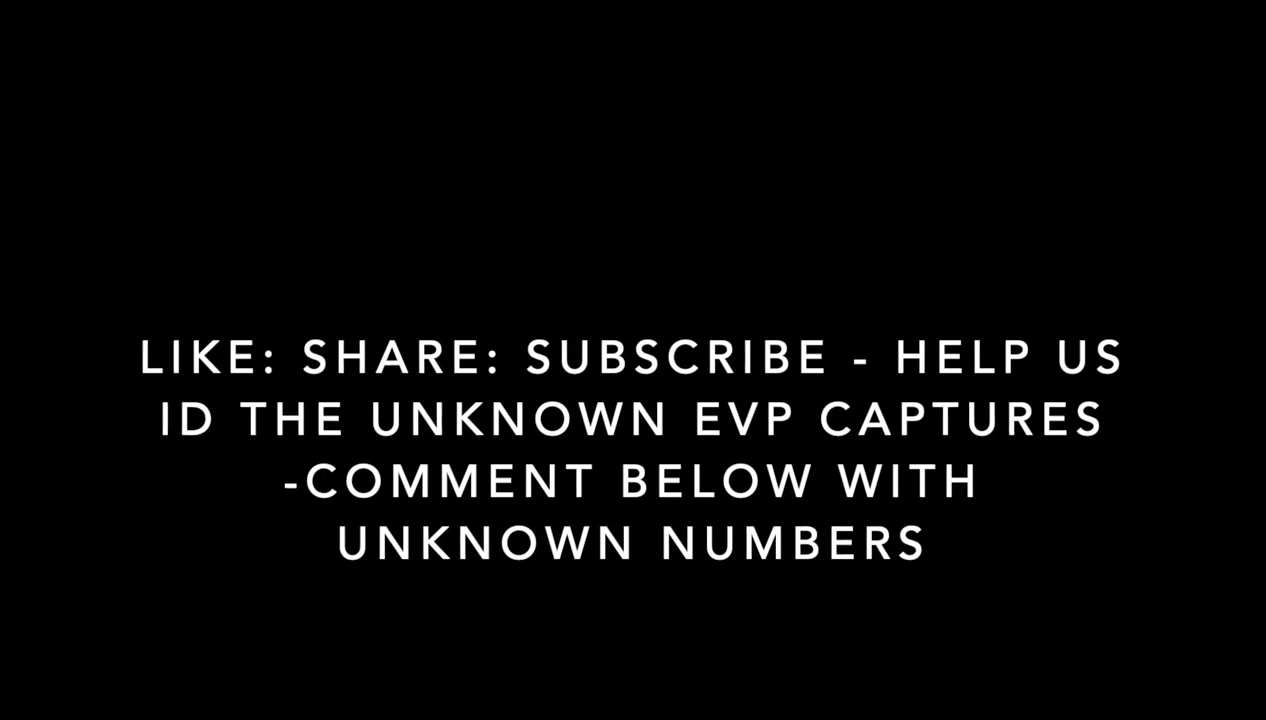 LIKE: SHARE: SUBSCRIBE - HELP US
ID THE UNKNOWN EVP CAPTURES
-COMMENT BELOW WITH
UNKNOWN NUMBERS